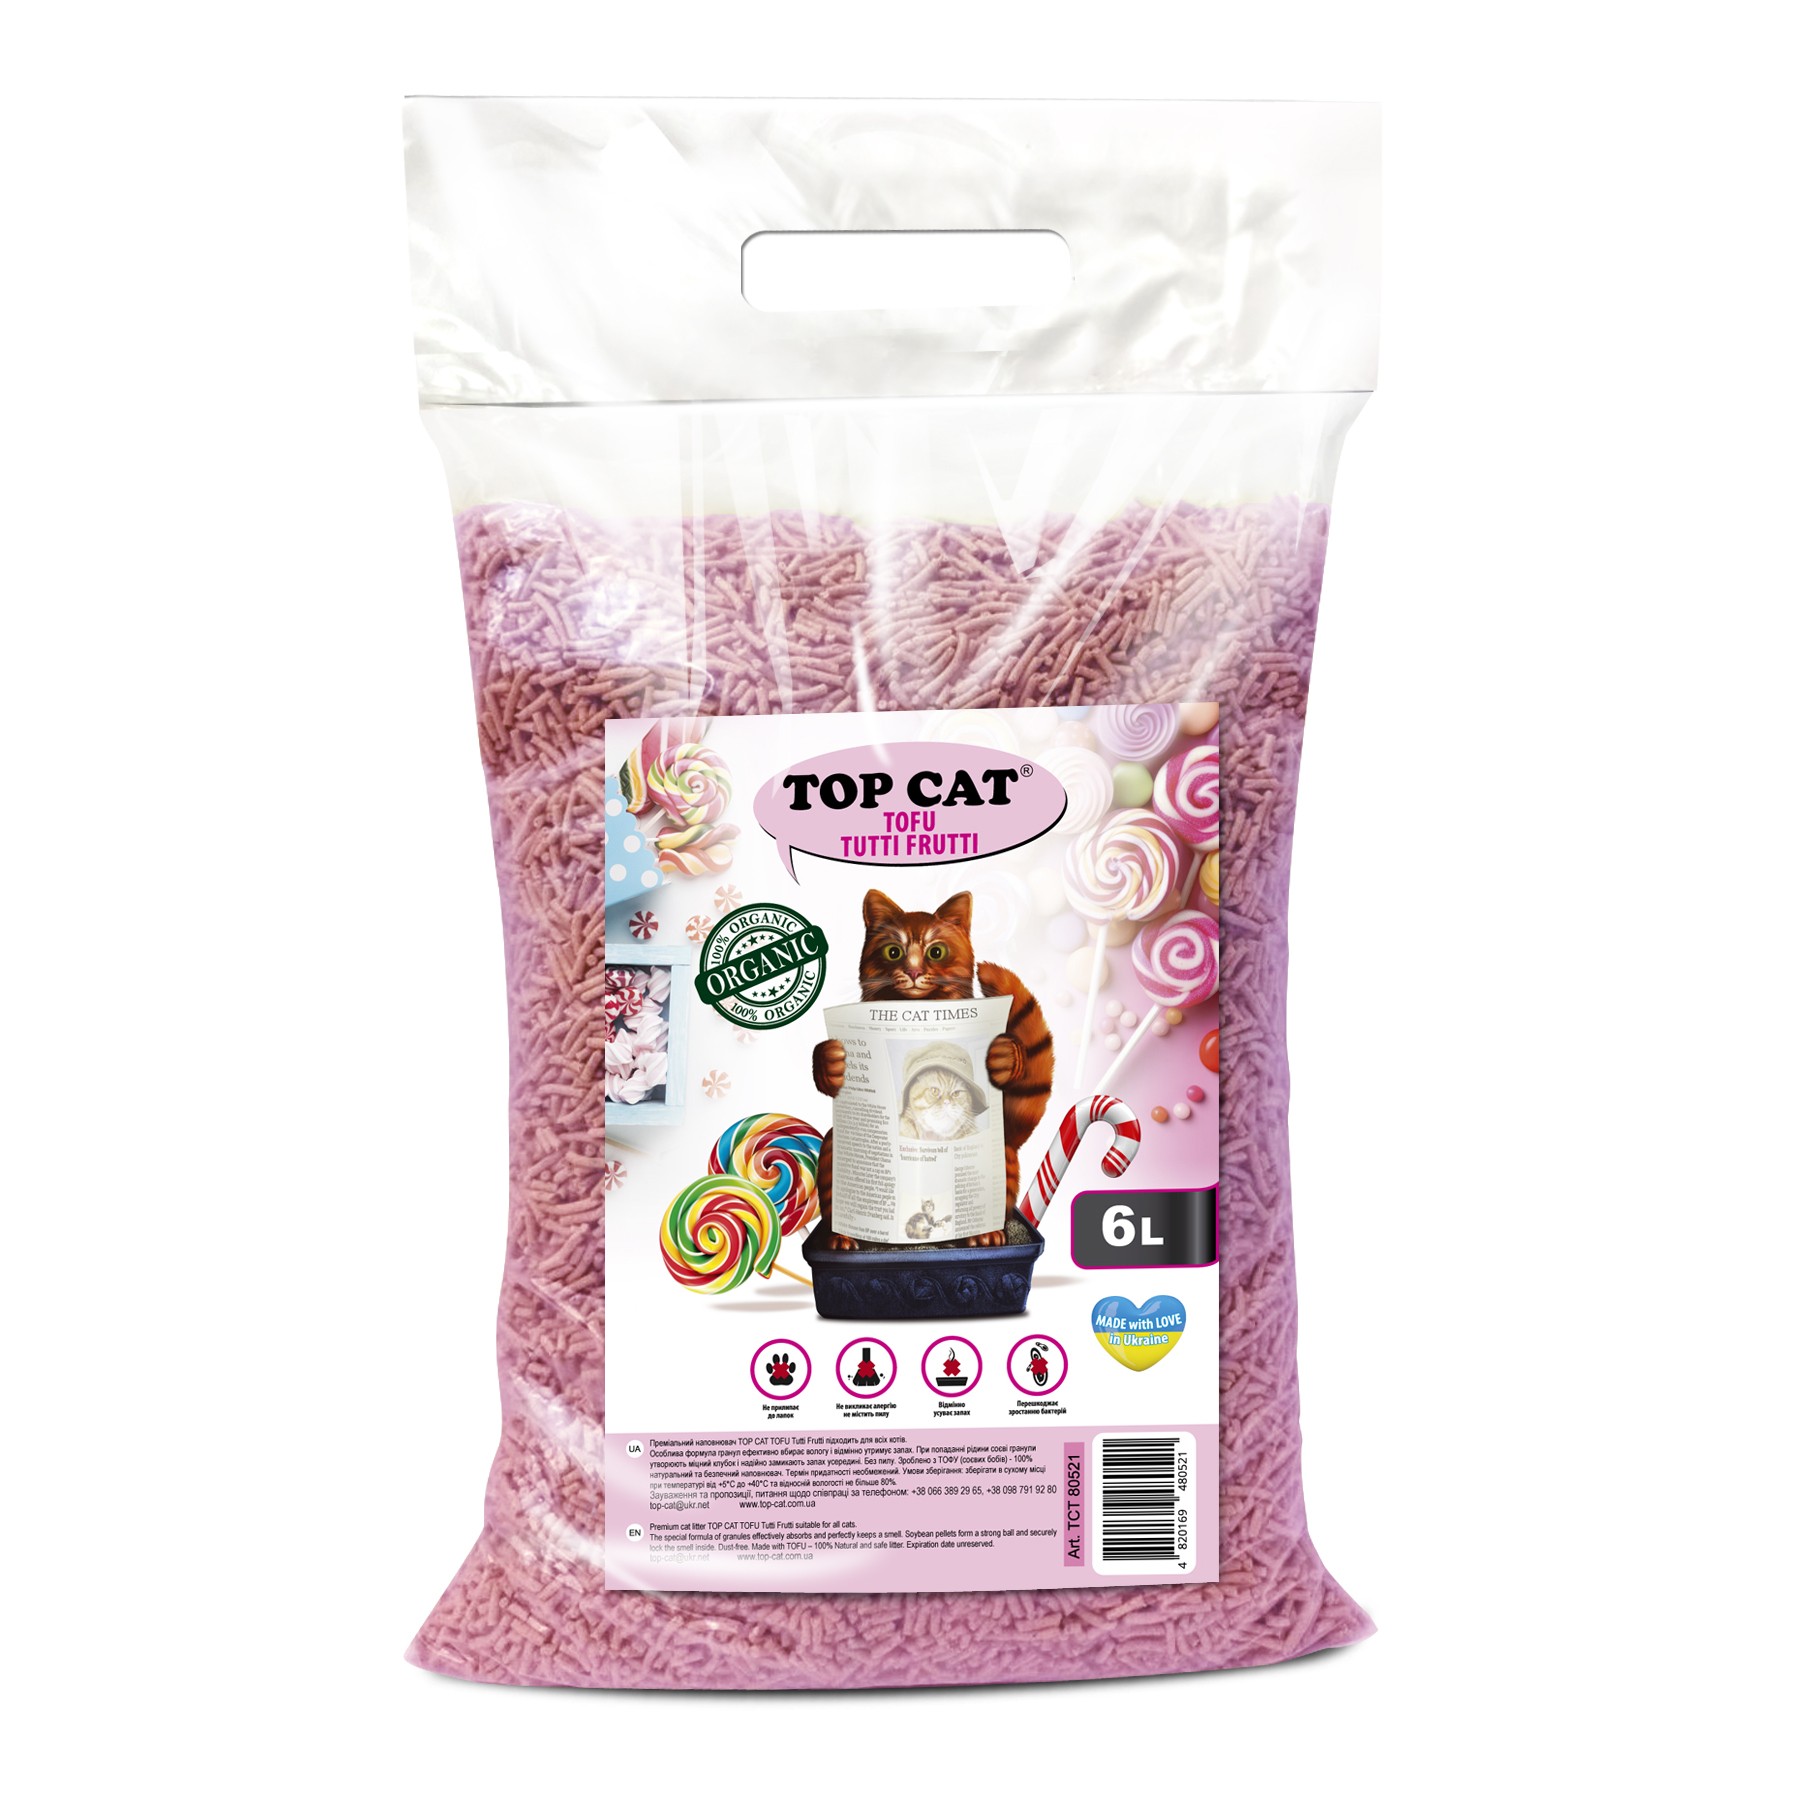 TOP CAT®
TOFU
TUTTI FRUTTI
100% ORGANIC
ORGANIC
100% ORGANIC
THE CAT TIMES
6L
MADE with LOVE
in Ukraine
Не прилипає
до лапок
Не викликає алергію
не містить пилу
Відмінно
усуває запах
Перешкоджає
зростанню бактерій
UA
Преміальний наповнювач TOP CAT TOFU Tutti Frutti підходить для всіх котів.
Особлива формула гранул ефективно вбирає вологу і відмінно утримує запах. При попаданні рідини соєві гранули
утворюють міцний клубок і надійно замикають запах усередині. Без пилу. Зроблено з ТОФУ (соєвих бобів) - 100%
натуральний та безпечний наповнювач. Термін придатності необмежений. Умови зберігання: зберігати в сухому місці
при температурі від +5°С до +40°С та відносній вологості не більше 80%.
Зауваження та пропозиції, питання щодо співпраці за телефоном: +38 066 389 29 65, +38 098 791 92 80
top-cat@ukr.net www.top-cat.com.ua
EN
Premium cat litter TOP CAT TOFU Tutti Frutti suitable for all cats.
The special formula of granules effectively absorbs and perfectly keeps a smell. Soybean pellets form a strong ball and securely
lock the smell inside. Dust-free. Made with TOFU – 100% Natural and safe litter. Expiration date unreserved.
top-cat@ukr.net www.top-cat.com.ua
Art. TCT 80521
4 820169 480521